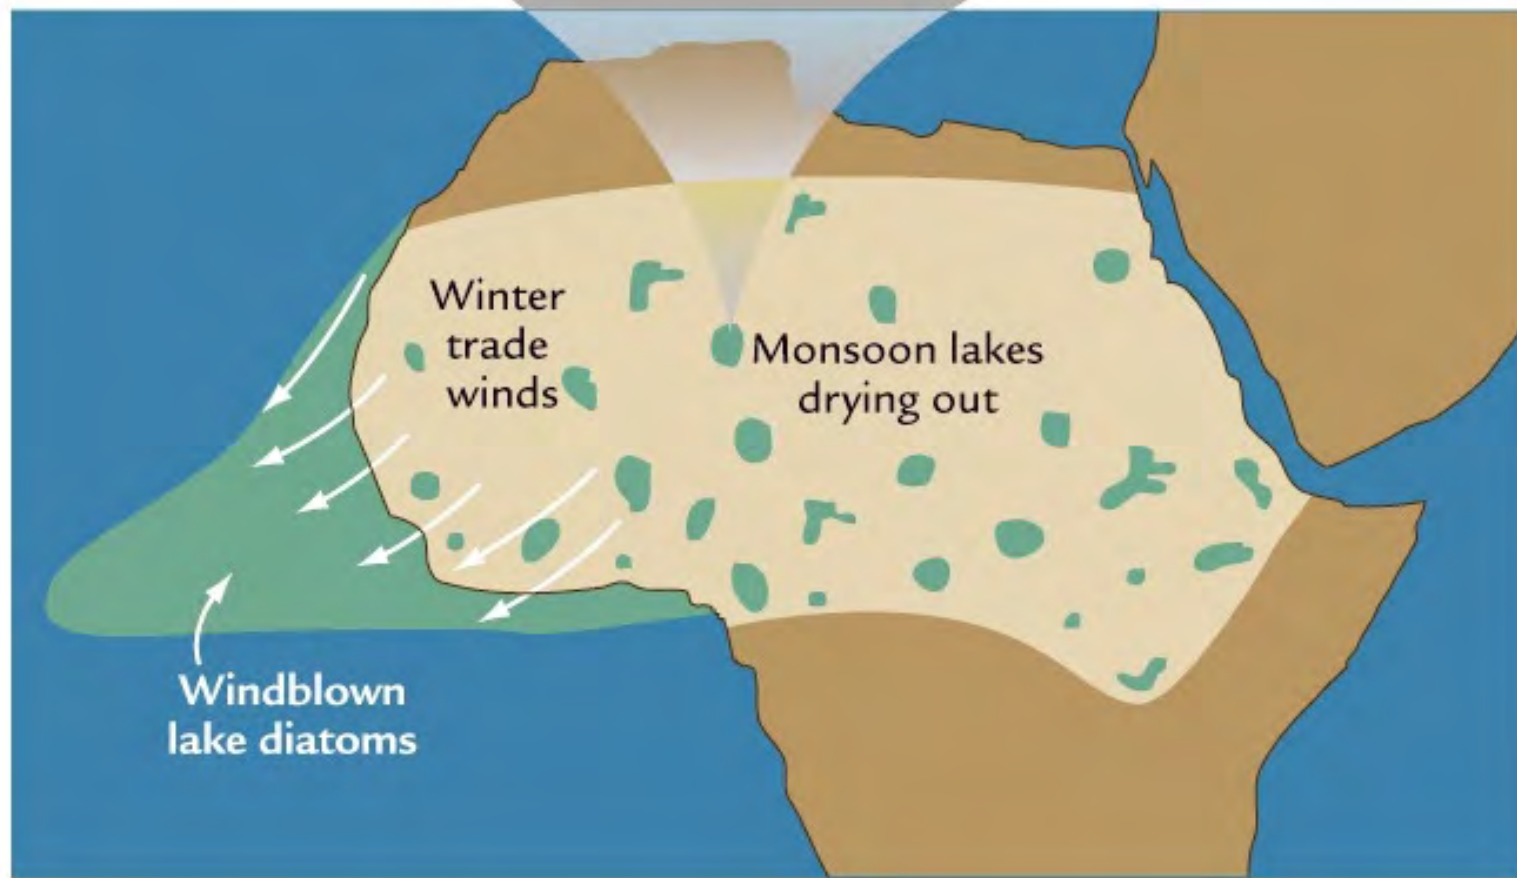 Winter
trade
winds
Monsoon lakes
drying out
Windblown
lake diatoms